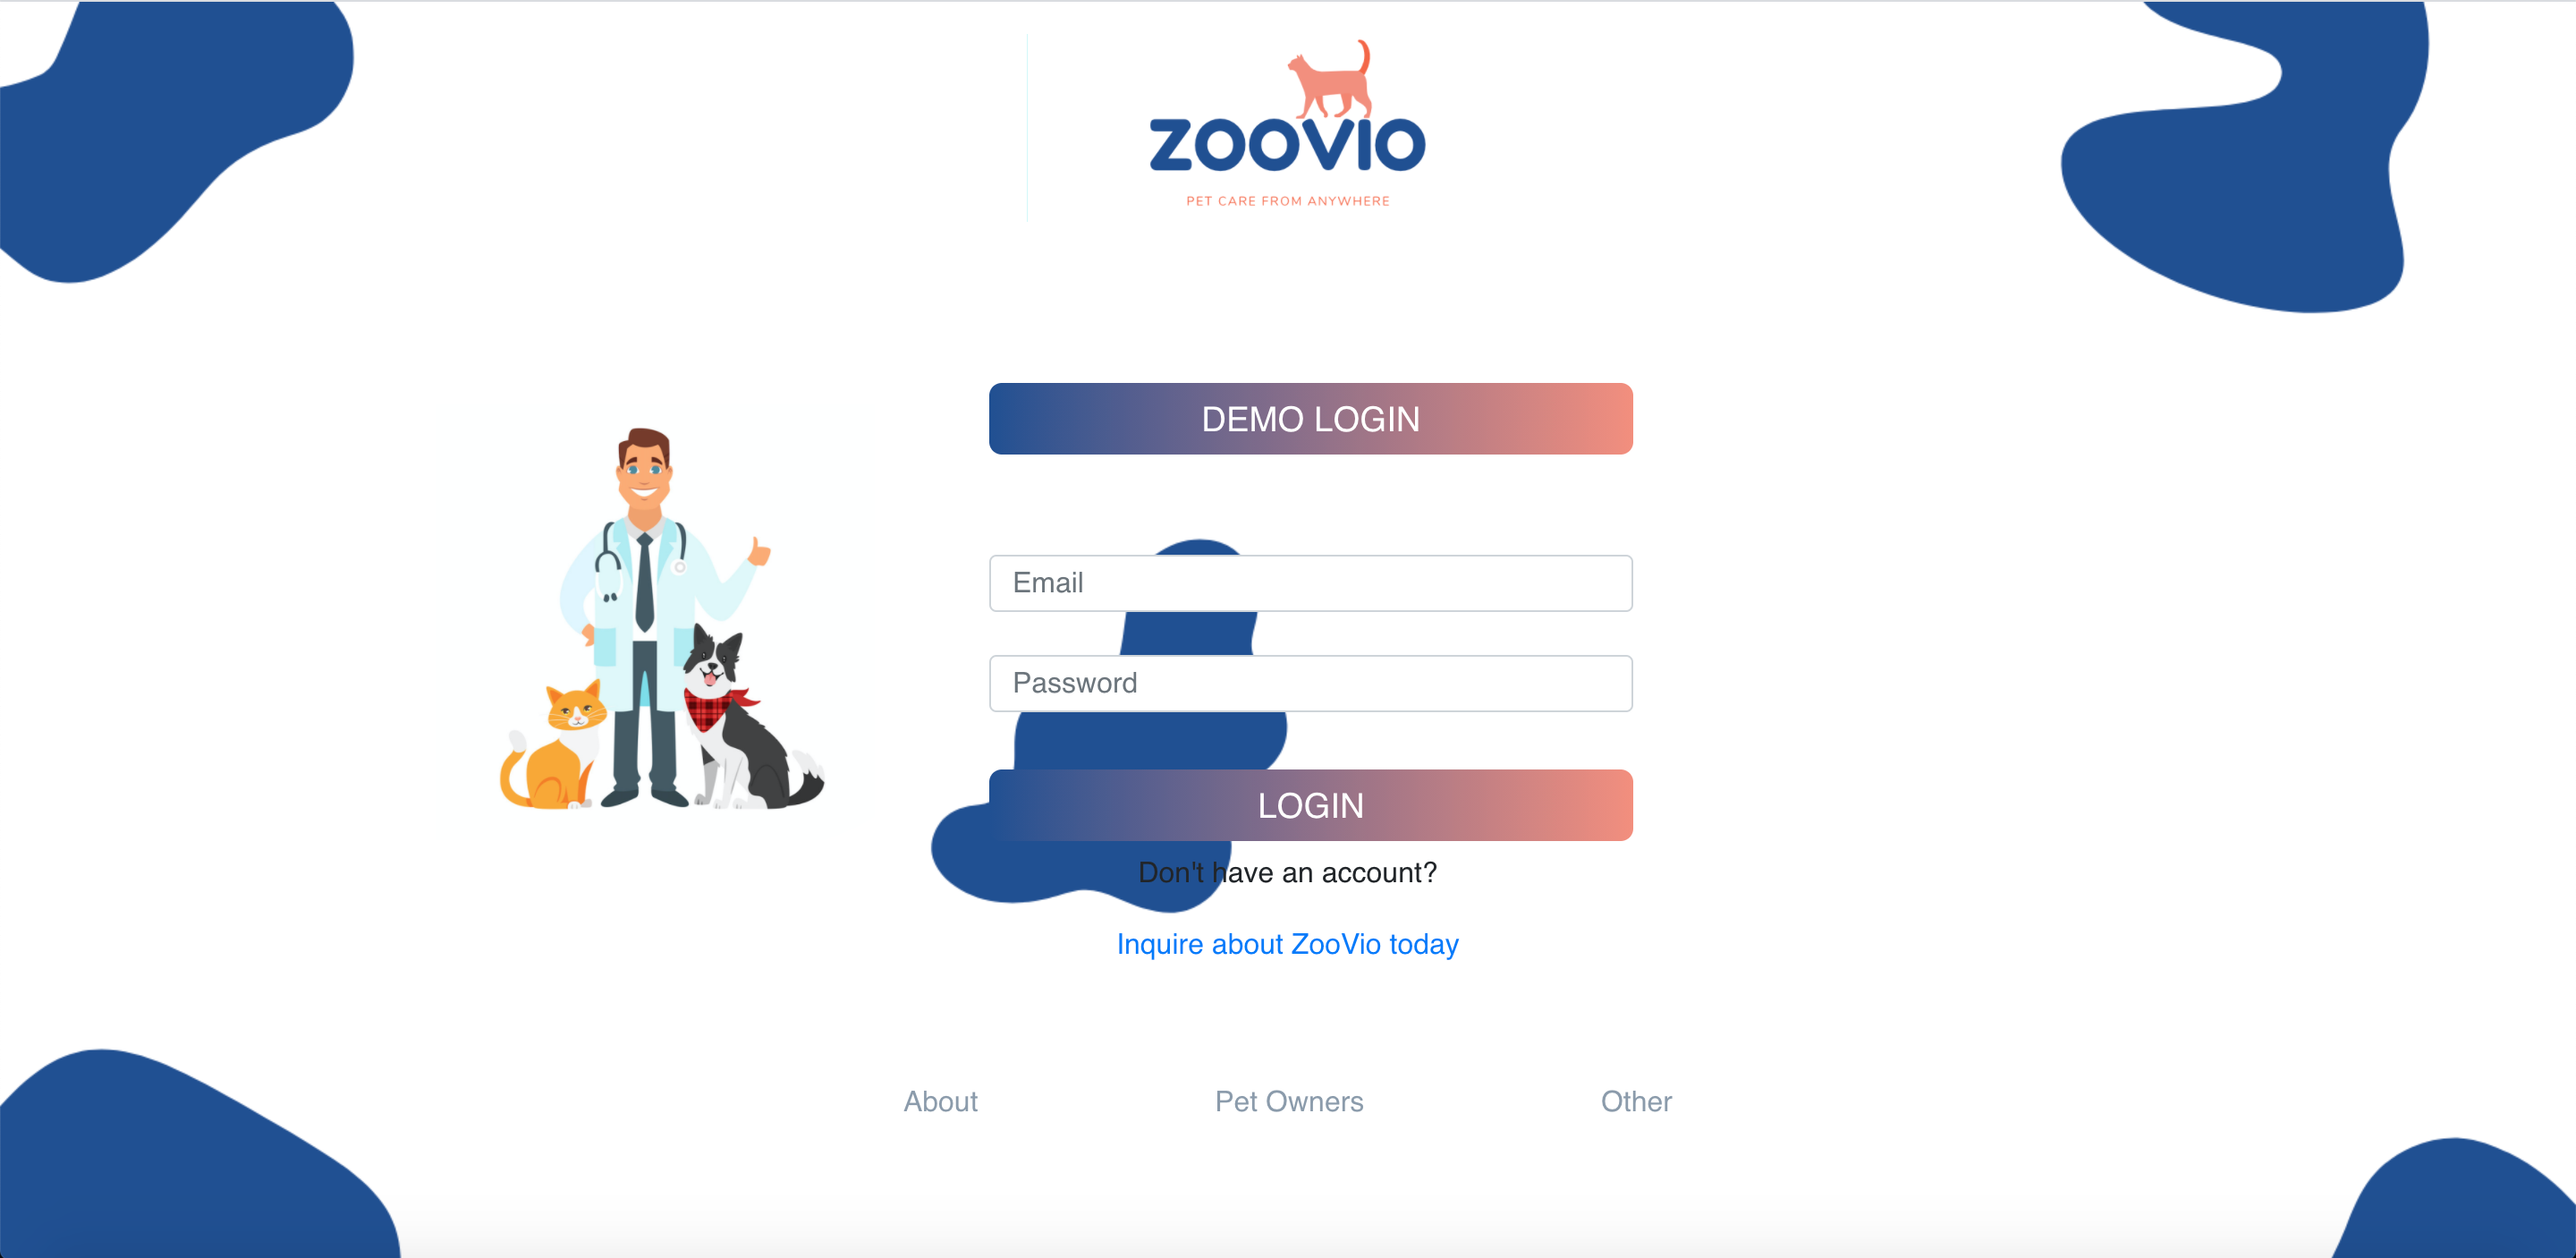 ZOOVIO
PET CARE FROM ANYWHERE
DEMO LOGIN
Email
Password
LOGIN
Don't have an account?
Inquire about ZooVio today
About
Pet Owners
Other